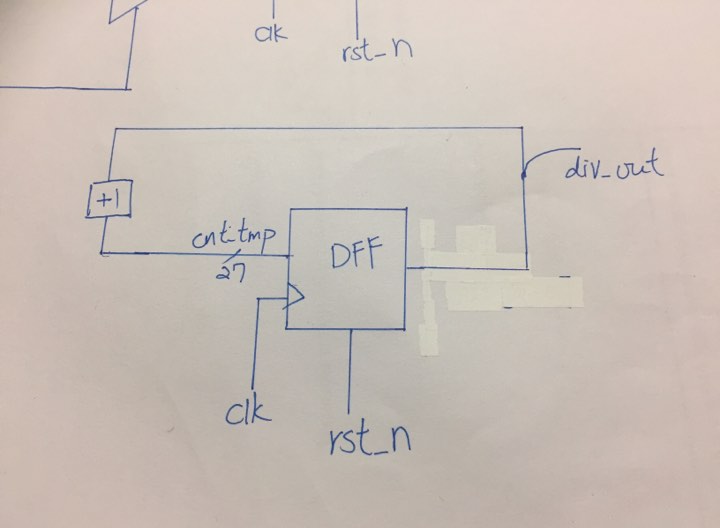 clk
rst_n
+1
div_out
cnt_tmp
27
DFF
clk
rst_n